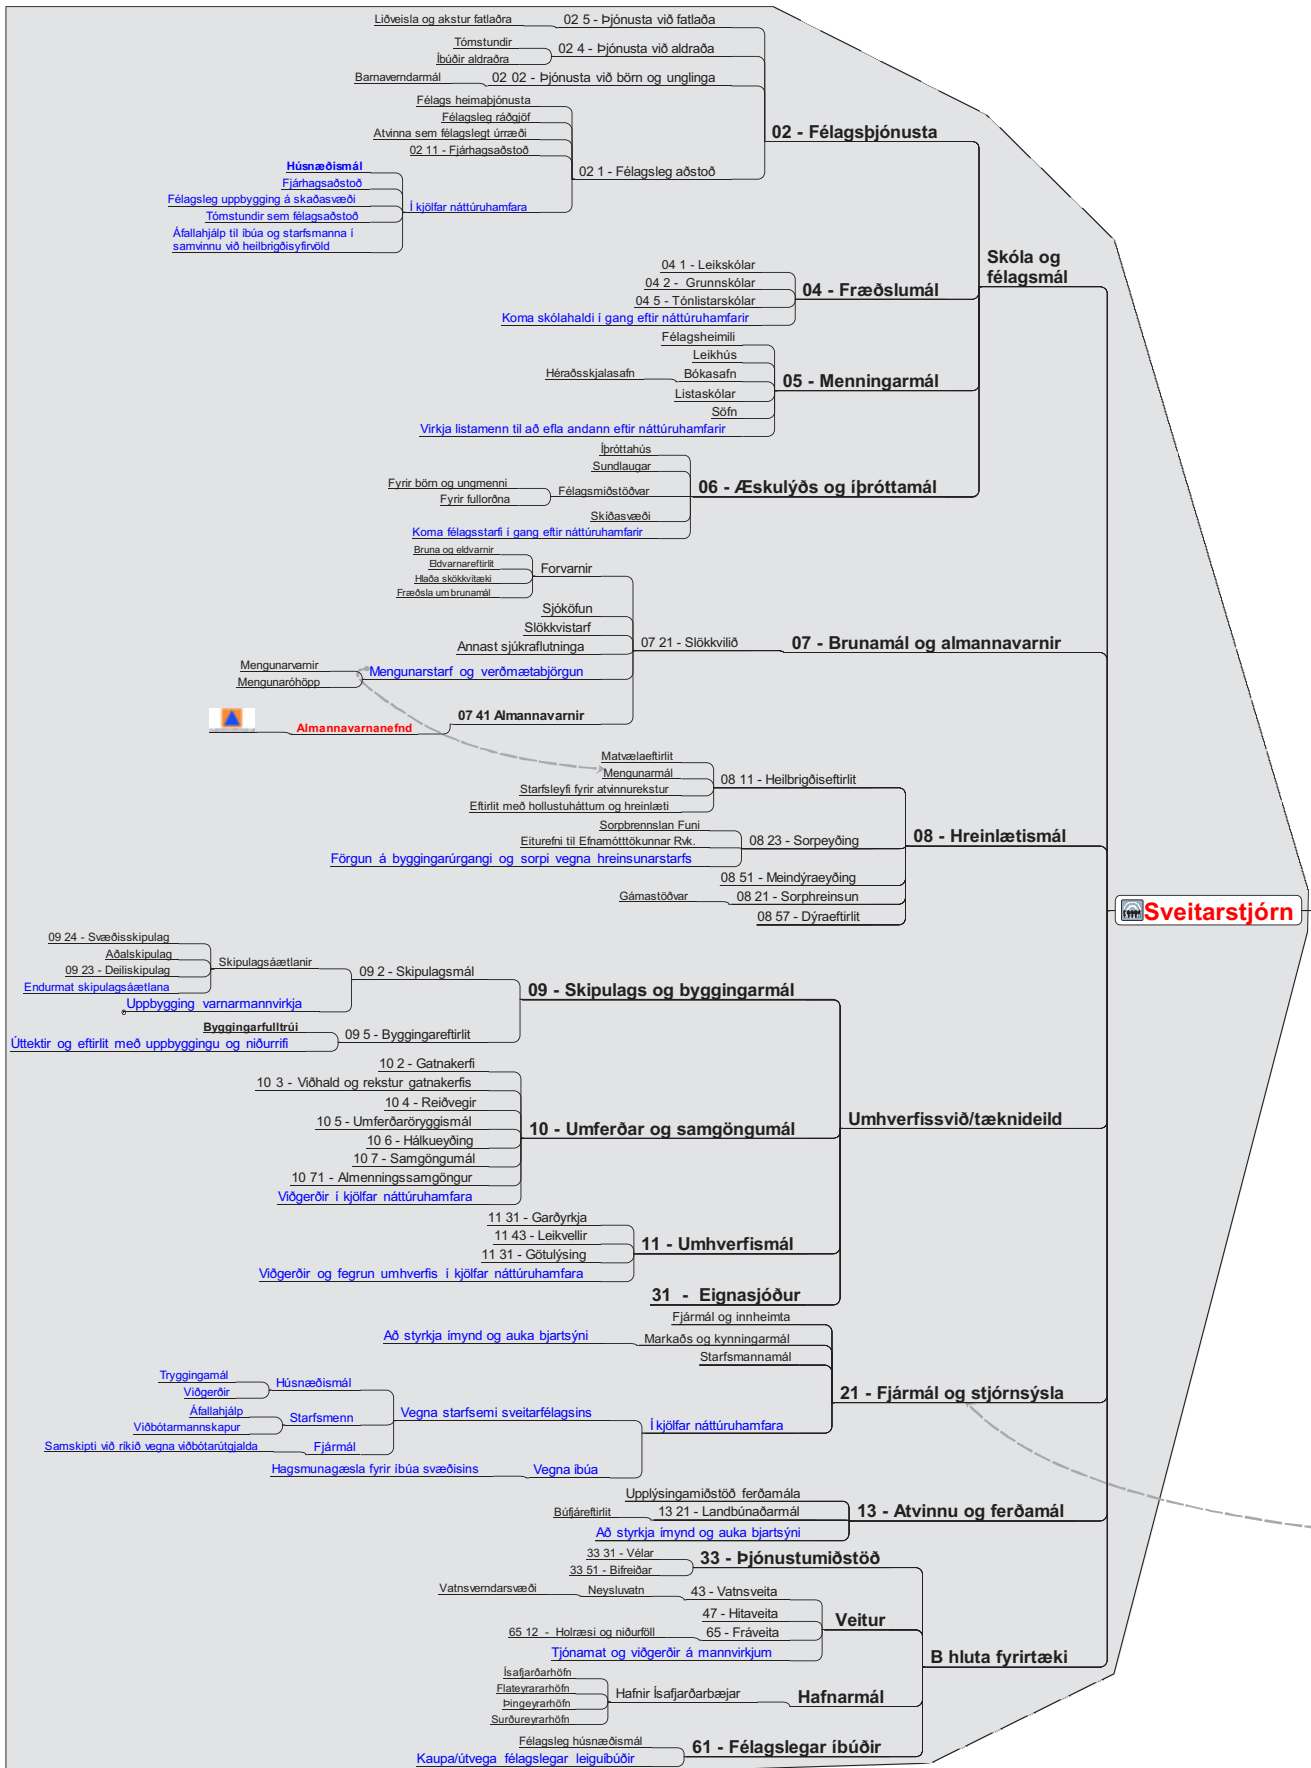 Liðveisla og akstur fatlaðra
02 5 - Þjónusta við fatlaða
Tómstundir
Íbúðir aldraðra
02 4 - Þjónusta við aldraða
Barnaverndarmál
02 02 - Þjónusta við börn og unglinga
Félags heimaþjónusta
Félagsleg ráðgjöf
Atvinna sem félagslegt úrræði
02 11 - Fjárhagsaðstoð
02 1 - Félagsleg aðstoð
02 - Félagsþjónusta
Húsnæðismál
Fjárhagsaðstoð
Félagsleg uppbygging á skaðasvæði
Tómstundir sem félagsaðstoð
Áfallahjálp til íbúa og starfsmanna í
samvinnu við heilbrigðisyfirvöld
Í kjölfar náttúruhamfara
Skóla og
félagsmál
04 1 - Leikskólar
04 2 - Grunnskólar
04 5 - Tónlistarskólar
Koma skólahaldi í gang eftir náttúruhamfarir
04 - Fræðslumál
Félagsheimili
Leikhús
Héraðsskjalasafn
Bókasafn
Listaskólar
Söfn
Virkja listamenn til að efla andann eftir náttúruhamfarir
05 - Menningarmál
Íþróttahús
Sundlaugar
Fyrir börn og ungmenni
Fyrir fullorðna
Félagsmiðstöðvar
Skíðasvæði
Koma félagsstarfi í gang eftir náttúruhamfarir
06 - Æskulýðs og íþróttamál
Bruna og eldvarnir
Eldvarnareftirlit
Hlaða skökkvitæki
Fræðsla um brunamál
Forvarnir
Sjóköfun
Slökkvistarf
Annast sjúkraflutninga
Mengunarvarnir
Mengunaróhöpp
Mengunarstarf og verðmætabjörgun
07 21 - Slökkvilið
07 - Brunamál og almannavarnir
Almannavarnanefnd
07 41 Almannavarnir
Matvælaeftirlit
Mengunarmál
Starfsleyfi fyrir atvinnurekstur
Eftirlit með hollustuháttum og hreinlæti
08 11 - Heilbrigðiseftirlit
Sorpbrennslan Funi
Eiturefni til Efnamótttökunnar Rvk.
Förgun á byggingarúrgangi og sorpi vegna hreinsunarstarfs
08 23 - Sorpeyðing
08 - Hreinlætismál
08 51 - Meindýraeyðing
Gámastöðvar
08 21 - Sorphreinsun
08 57 - Dýraeftirlit
Sveitarstjórn
09 24 - Svæðisskipulag
Aðalskipulag
09 23 - Deiliskipulag
Endurmat skipulagsáætlana
Skipulagsáætlanir
Uppbygging varnarmannvirkja
09 2 - Skipulagsmál
09 - Skipulags og byggingarmál
Byggingarfulltrúi
Úttektir og eftirlit með uppbyggingu og niðurrifi
09 5 - Byggingareftirlit
10 2 - Gatnakerfi
10 3 - Viðhald og rekstur gatnakerfis
10 4 - Reiðvegir
10 5 - Umferðaröryggismál
10 6 - Hálkueyðing
10 7 - Samgöngumál
10 71 - Almenningssamgöngur
Viðgerðir í kjölfar náttúruhamfara
10 - Umferðar og samgöngumál
Umhverfissvið/tæknideild
11 31 - Garðyrkja
11 43 - Leikvellir
11 31 - Götulýsing
Viðgerðir og fegrun umhverfis í kjölfar náttúruhamfara
11 - Umhverfismál
31 - Eignasjóður
Fjármál og innheimta
Að styrkja ímynd og auka bjartsýni
Markaðs og kynningarmál
Starfsmannamál
21 - Fjármál og stjórnsýsla
Tryggingamál
Viðgerðir
Húsnæðismál
Áfallahjálp
Viðbótarmannskapur
Starfsmenn
Samskipti við ríkið vegna viðbótarútgjalda
Fjármál
Vegna starfsemi sveitarfélagsins
Hagsmunagæsla fyrir íbúa svæðisins
Vegna íbúa
Í kjölfar náttúruhamfara
Upplýsingamiðstöð ferðamála
Búfjáreftirlit
13 21 - Landbúnaðarmál
Að styrkja ímynd og auka bjartsýni
13 - Atvinnu og ferðamál
33 31 - Vélar
33 51 - Bifreiðar
33 - Þjónustumiðstöð
Vatnsverndarsvæði
Neysluvatn
43 - Vatnsveita
47 - Hitaveita
65 12 - Holræsi og niðurföll
65 - Fráveita
Tjónamat og viðgerðir á mannvirkjum
Veitur
B hluta fyrirtæki
Ísafjarðarhöfn
Flateyrararhöfn
Þingeyrarhöfn
Surðureyrarhöfn
Hafnir Ísafjarðarbæjar
Hafnarmál
Félagsleg húsnæðismál
Kaupa/útvega félagslegar leiguíbúðir
61 - Félagslegar íbúðir